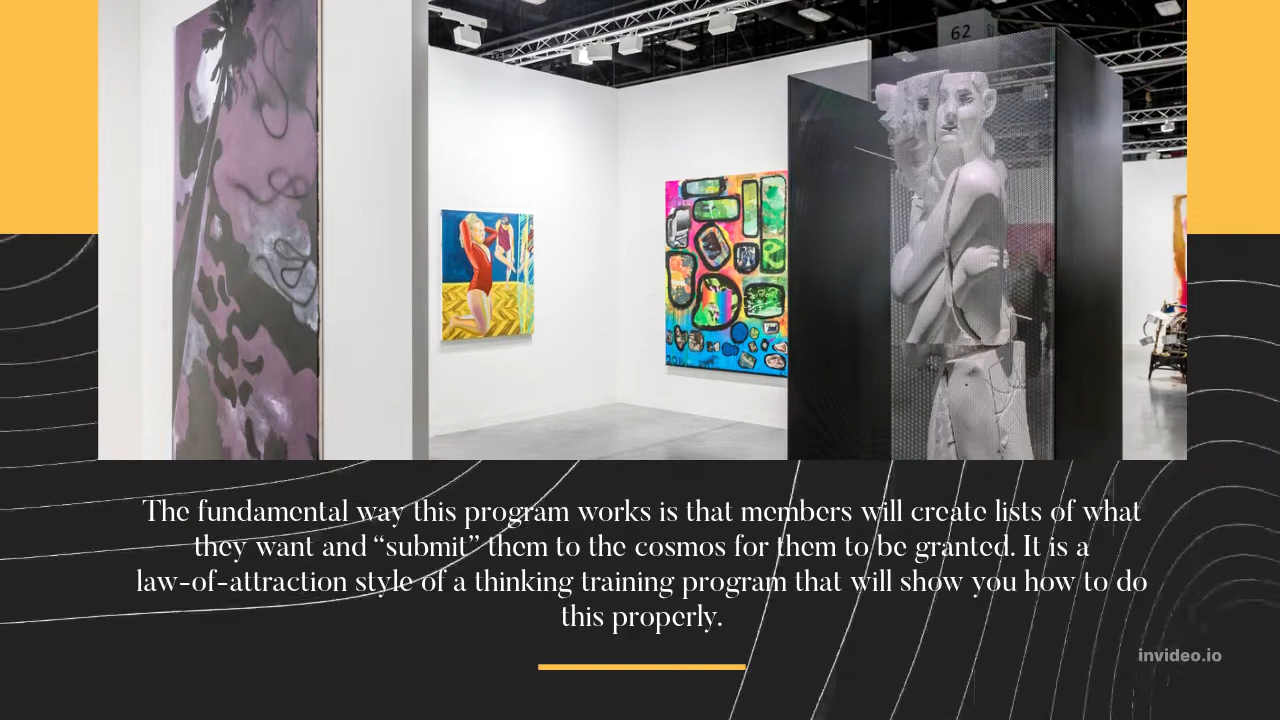 62
2016
The fundamental way this program works is that members will create lists of what
they want and “submit” them to the cosmos for them to be granted. It is a
law-of-attraction style of a thinking training program that will show you how to do
this properly.
invideo.io